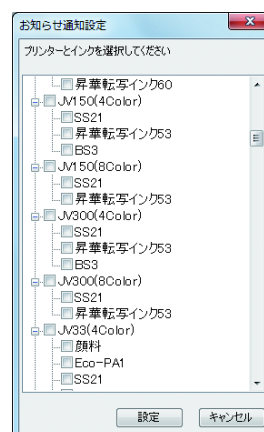 お知らせ通知設定
プリンターとインクを選択してください
昇華転写インク60
JV150(4Color)
SS21
昇華転写インク53
BS3
JV150(8Color)
SS21
昇華転写インク53
JV300(4Color)
SS21
昇華転写インク53
BS3
JV300(8Color)
SS21
昇華転写インク53
JV33(4Color)
顔料
Eco-PA1
SS21
設定
キャンセル